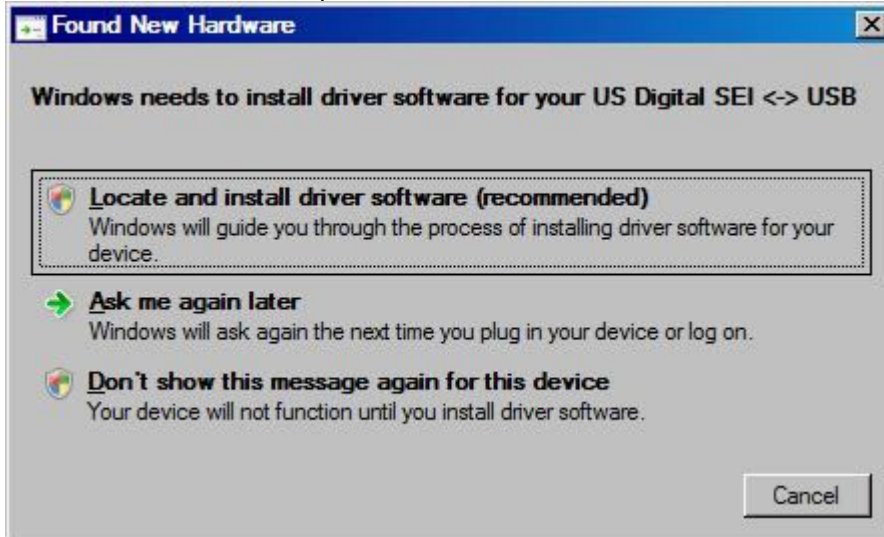 Found New Hardware
Windows needs to install driver software for your US Digital SEI <-> USB
Locate and install driver software (recommended)
Windows will guide you through the process of installing driver software for your
device.
Ask me again later
Windows will ask again the next time you plug in your device or log on.
Don't show this message again for this device
Your device will not function until you install driver software.
Cancel